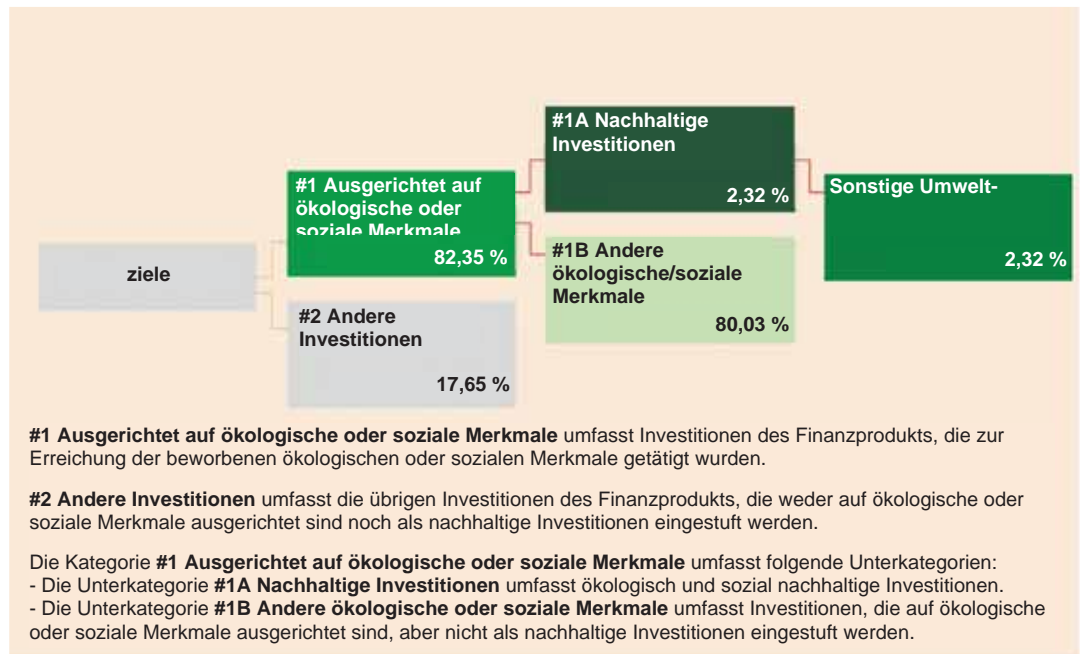 #1A Nachhaltige
Investitionen
2,32 %
#1 Ausgerichtet auf
ökologische oder
soziale Merkmale
82,35 %
Sonstige Umwelt-
2,32 %
#1B Andere
ökologische/soziale
Merkmale
80,03 %
ziele
#2 Andere
Investitionen
17,65 %
#1 Ausgerichtet auf ökologische oder soziale Merkmale umfasst Investitionen des Finanzprodukts, die zur
Erreichung der beworbenen ökologischen oder sozialen Merkmale getätigt wurden.
#2 Andere Investitionen umfasst die übrigen Investitionen des Finanzprodukts, die weder auf ökologische oder
soziale Merkmale ausgerichtet sind noch als nachhaltige Investitionen eingestuft werden.
Die Kategorie #1 Ausgerichtet auf ökologische oder soziale Merkmale umfasst folgende Unterkategorien:
- Die Unterkategorie #1A Nachhaltige Investitionen umfasst ökologisch und sozial nachhaltige Investitionen.
- Die Unterkategorie #1B Andere ökologische oder soziale Merkmale umfasst Investitionen, die auf ökologische
oder soziale Merkmale ausgerichtet sind, aber nicht als nachhaltige Investitionen eingestuft werden.